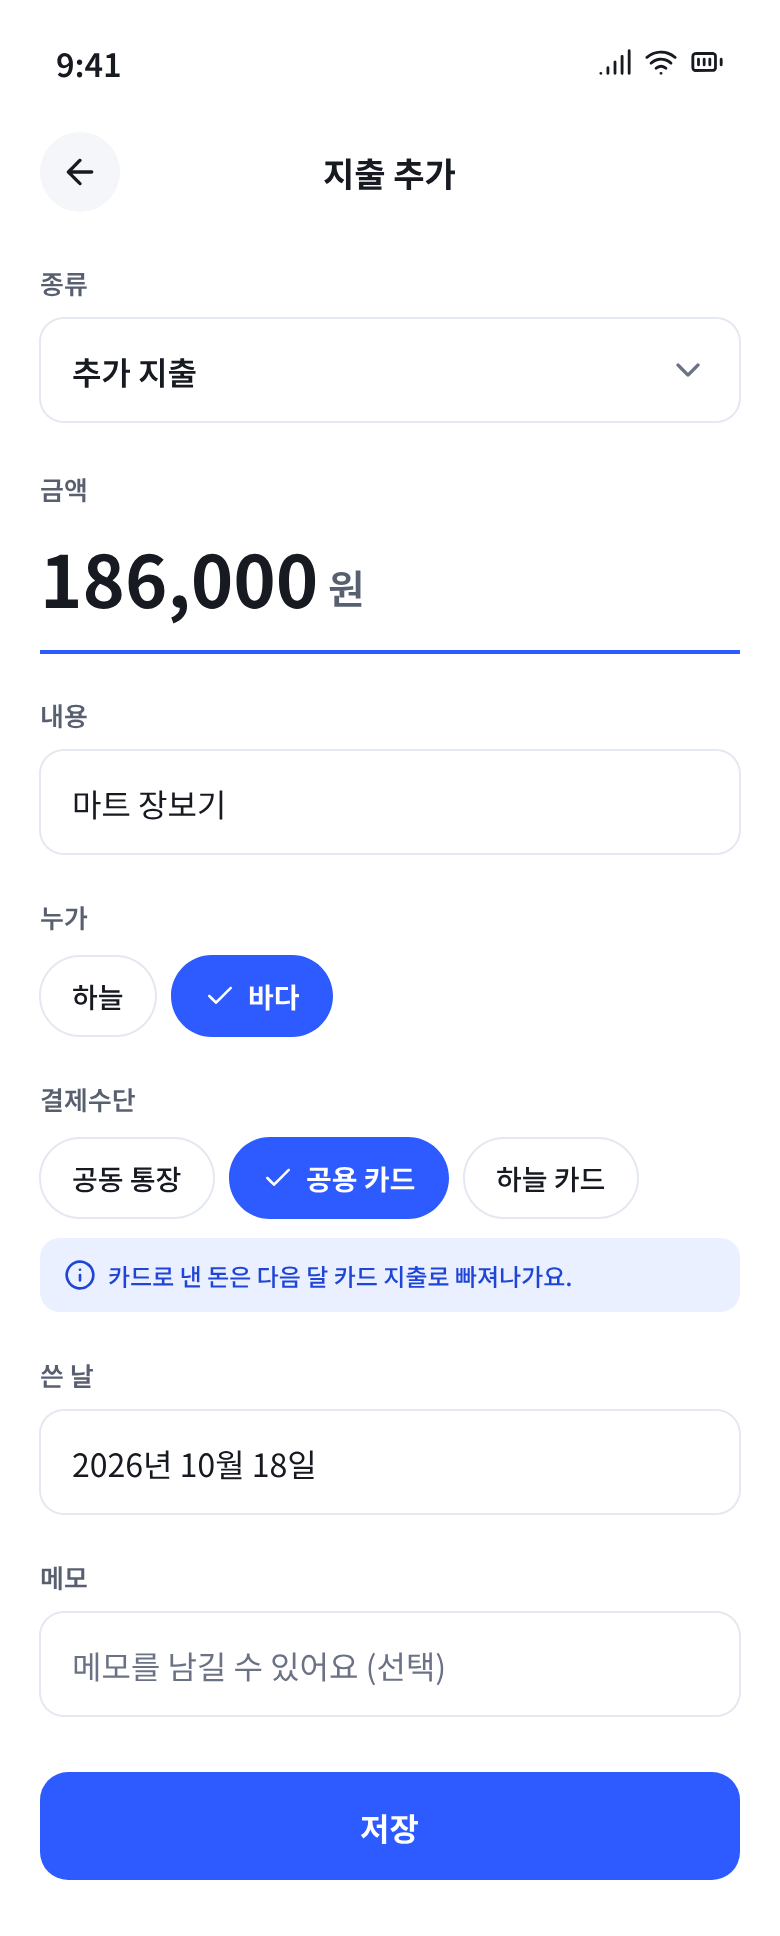 9:41
지출 추가
종류
추가 지출
금액
186,000 원
내용
마트 장보기
누가
하늘
바다
결제수단
공동 통장
공용 카드
하늘 카드
카드로 낸 돈은 다음 달 카드 지출로 빠져나가요.
쓴 날
2026년 10월 18일
메모
메모를 남길 수 있어요 (선택)
저장